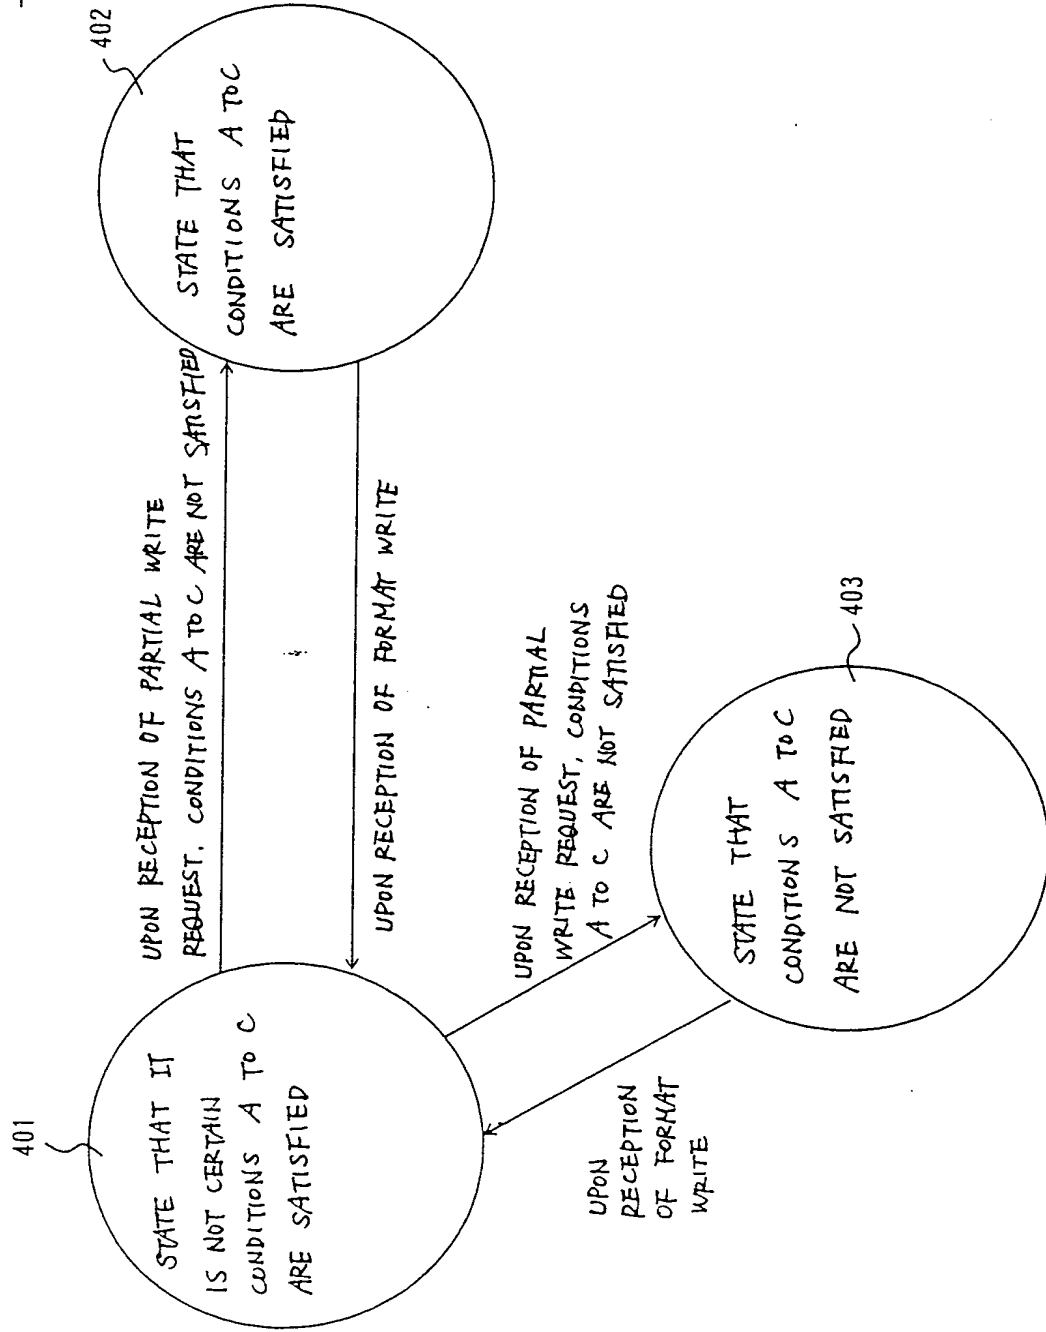 401
STATE THAT IT
IS NOT CERTAIN
CONDITIONS A TO C
ARE SATISFIED
UPON RECEPTION OF PARTIAL WRITE
REQUEST, CONDITIONS A TO C ARE NOT SATISFIED
UPON RECEPTION OF FORMAT WRITE
402
STATE THAT
CONDITIONS A TO C
ARE SATISFIED
UPON RECEPTION OF PARTIAL
WRITE REQUEST, CONDITIONS
A TO C ARE NOT SATISFIED
UPON
RECEPTION
OF FORMAT
WRITE
403
STATE THAT
CONDITIONS A TO C
ARE NOT SATISFIED